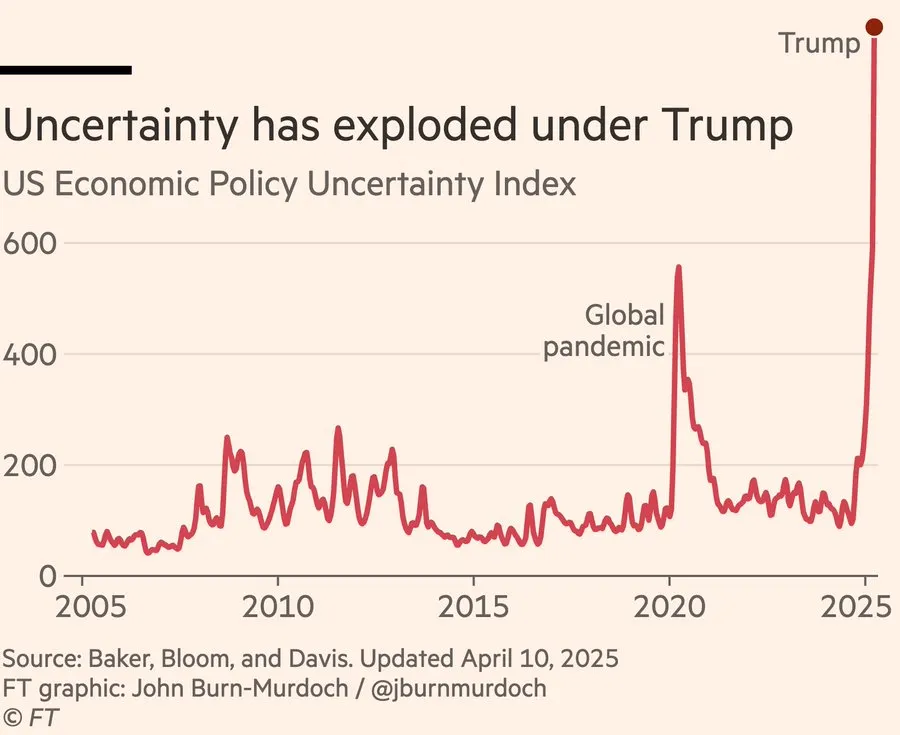 Trump
Uncertainty has exploded under Trump
US Economic Policy Uncertainty Index
600
Global
pandemic
400
200
0
2005 2010 2015 2020 2025
Source: Baker, Bloom, and Davis. Updated April 10, 2025
FT graphic: John Burn-Murdoch / @jburnmurdoch
© FT